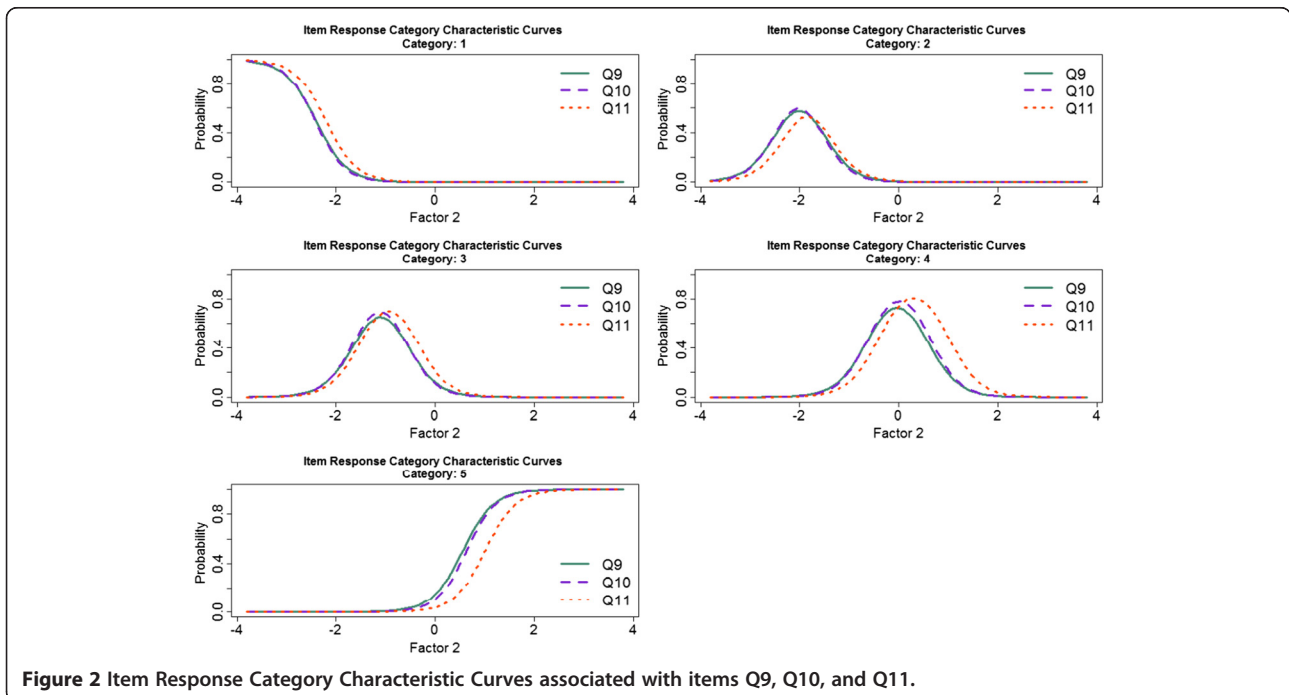 Item Response Category Characteristic Curves
Category: 1
Probability
0.0 0.4 0.8
-4 -2 0 2 4
Factor 2
Q9
Q10
Q11
Item Response Category Characteristic Curves
Category: 2
Probability
0.0 0.4 0.8
-4 -2 0 2 4
Factor 2
Q9
Q10
Q11
Item Response Category Characteristic Curves
Category: 3
Probability
0.0 0.4 0.8
-4 -2 0 2 4
Factor 2
Q9
Q10
Q11
Item Response Category Characteristic Curves
Category: 4
Probability
0.0 0.4 0.8
-4 -2 0 2 4
Factor 2
Q9
Q10
Q11
Item Response Category Characteristic Curves
Category: 5
Probability
0.0 0.4 0.8
-4 -2 0 2 4
Factor 2
Q9
Q10
Q11
Figure 2 Item Response Category Characteristic Curves associated with items Q9, Q10, and Q11.